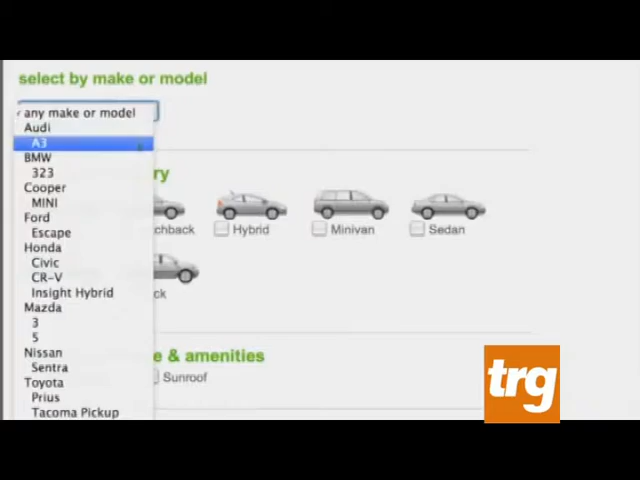 select by make or model
any make or model
Audi
A3
BMW
323
Cooper
MINI
Ford
Escape
Honda
Civic
CR-V
Insight Hybrid
Mazda
3
5
Nissan
Sentra
Toyota
Prius
Tacoma Pickup
ry
chback
Hybrid
Minivan
Sedan
ck
e & amenities
Sunroof
trg